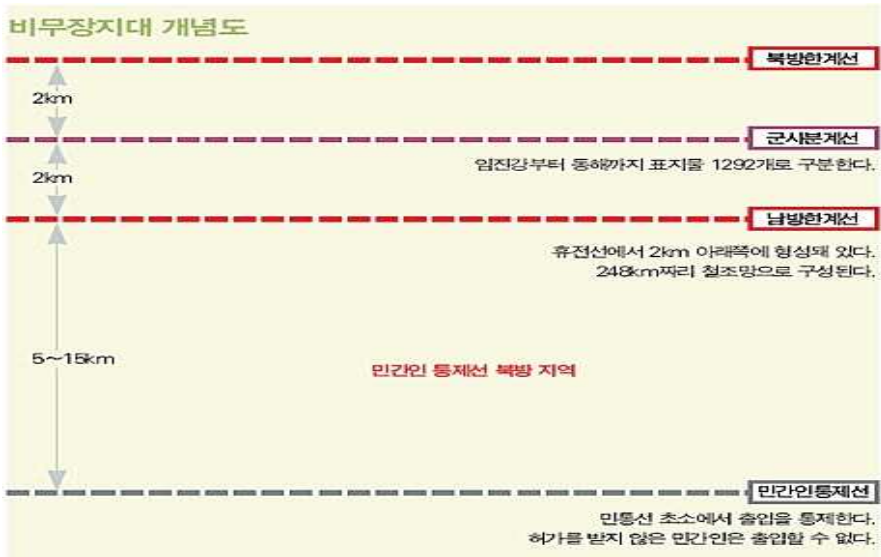 비무장지대 개념도
북방한계선
2km
군사분계선
임진강부터 동해까지 표지물 1292개로 구분한다.
2km
남방한계선
휴전선에서 2km 아래쪽에 형성돼 있다.
248km짜리 철조망으로 구성된다.
5~15km
민간인 통제선 북방 지역
민간인통제선
민통선 초소에서 출입을 통제한다.
허가를 받지 않은 민간인은 출입할 수 없다.